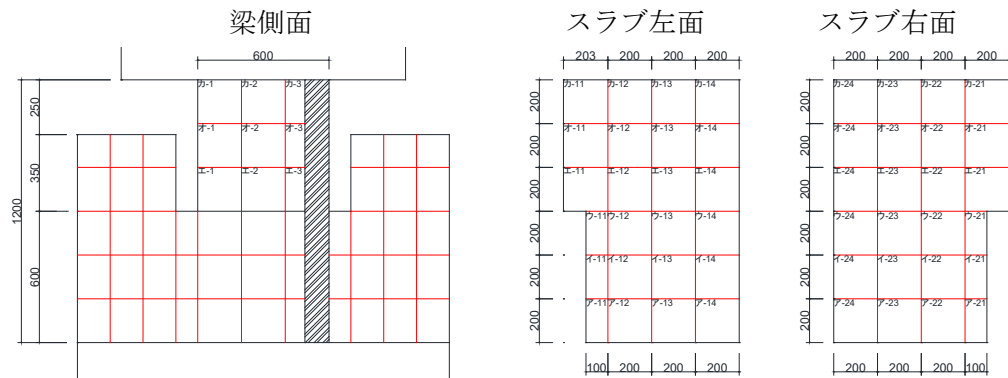 梁側面 スラブ左面 スラブ右面
600 203 200 200 200 200 200 200 200
250 350 600 1200
カ-1 カ-2 カ-3
オ-1 オ-2 オ-3
エ-1 エ-2 エ-3
200 200 200 200 200 200
カ-11 カ-12 カ-13 カ-14
オ-11 オ-12 オ-13 オ-14
エ-11 エ-12 エ-13 エ-14
ウ-11 ウ-12 ウ-13 ウ-14
イ-11 イ-12 イ-13 イ-14
ア-11 ア-12 ア-13 ア-14
100 200 200 200
200 200 200 200 200 200
カ-24 カ-23 カ-22 カ-21
オ-24 オ-23 オ-22 オ-21
エ-24 エ-23 エ-22 エ-21
ウ-24 ウ-23 ウ-22 ウ-21
イ-24 イ-23 イ-22 イ-21
ア-24 ア-23 ア-22 ア-21
200 200 200 100